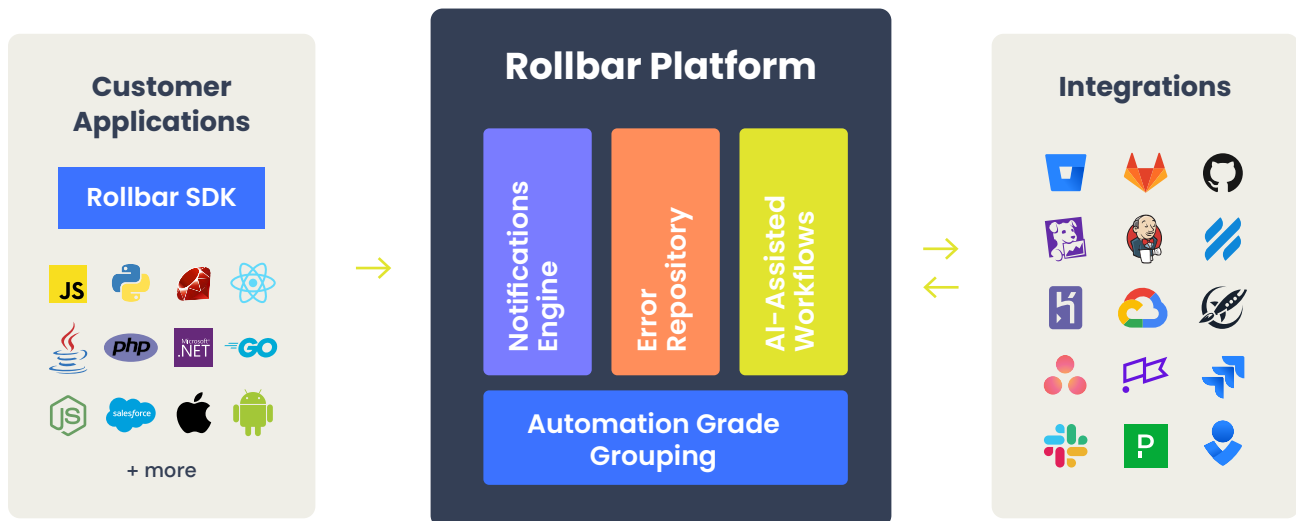 Customer
Applications
Rollbar SDK
JS
php
Microsoft
.NET
GO
JS
salesforce
+ more
Rollbar Platform
Notifications
Engine
Error
Repository
AI-Assisted
Workflows
Automation Grade
Grouping
Integrations
P